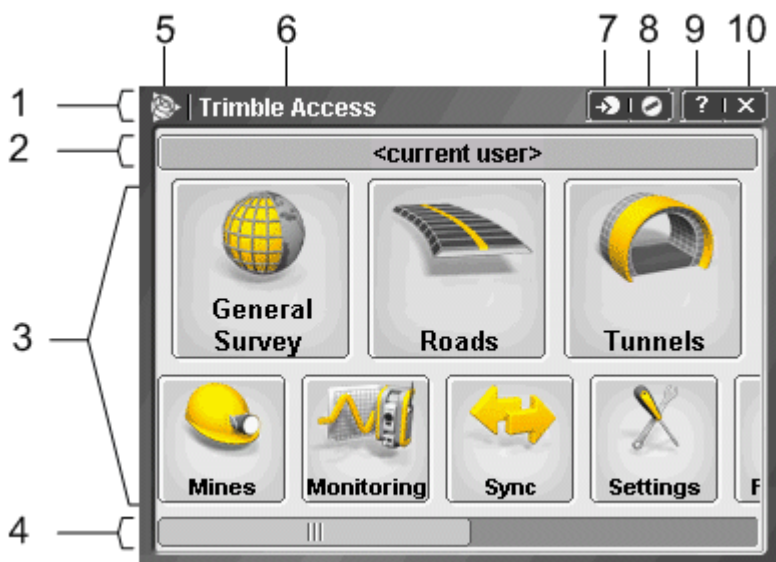 5 6 7 8 9 10
1 Trimble Access ? X
2 <current user>
3
General Survey
Roads
Tunnels
Mines
Monitoring
Sync
Settings
F
4